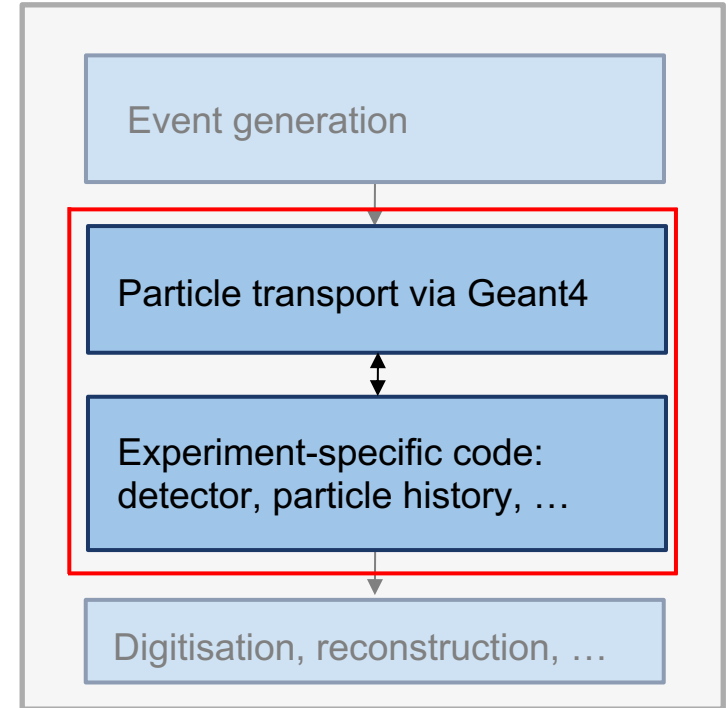 Event generation
Particle transport via Geant4
Experiment-specific code:
detector, particle history, …
Digitisation, reconstruction, …